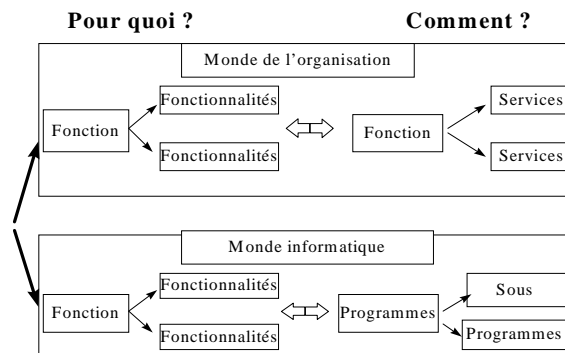 Pour quoi ?
Comment ?
Monde de l'organisation
Fonctionnalités
Services
Fonction
Fonction
Fonctionnalités
Services
Monde informatique
Fonctionnalités
Sous
Fonction
Programmes
Fonctionnalités
Programmes